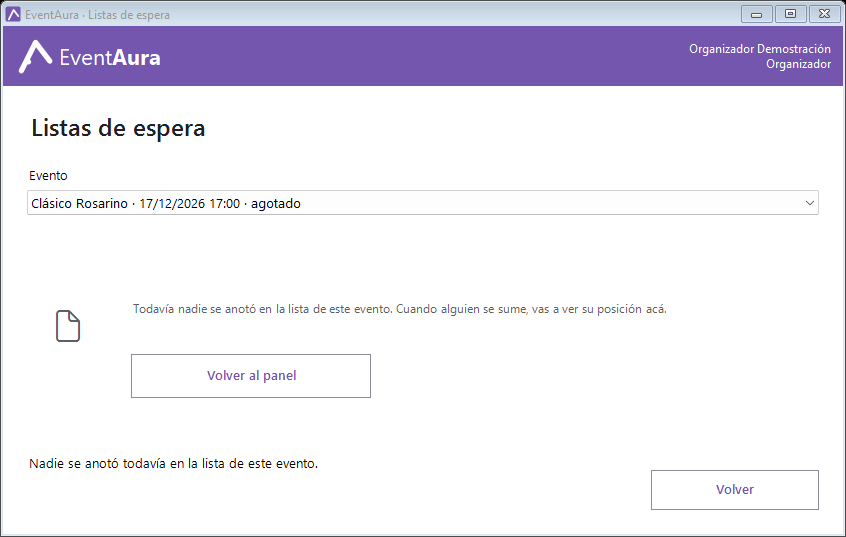 EventAura · Listas de espera
EventAura
Organizador Demostración
Organizador
Listas de espera
Evento
Clásico Rosarino · 17/12/2026 17:00 · agotado
Todavía nadie se anotó en la lista de este evento. Cuando alguien se sume, vas a ver su posición acá.
Volver al panel
Nadie se anotó todavía en la lista de este evento.
Volver